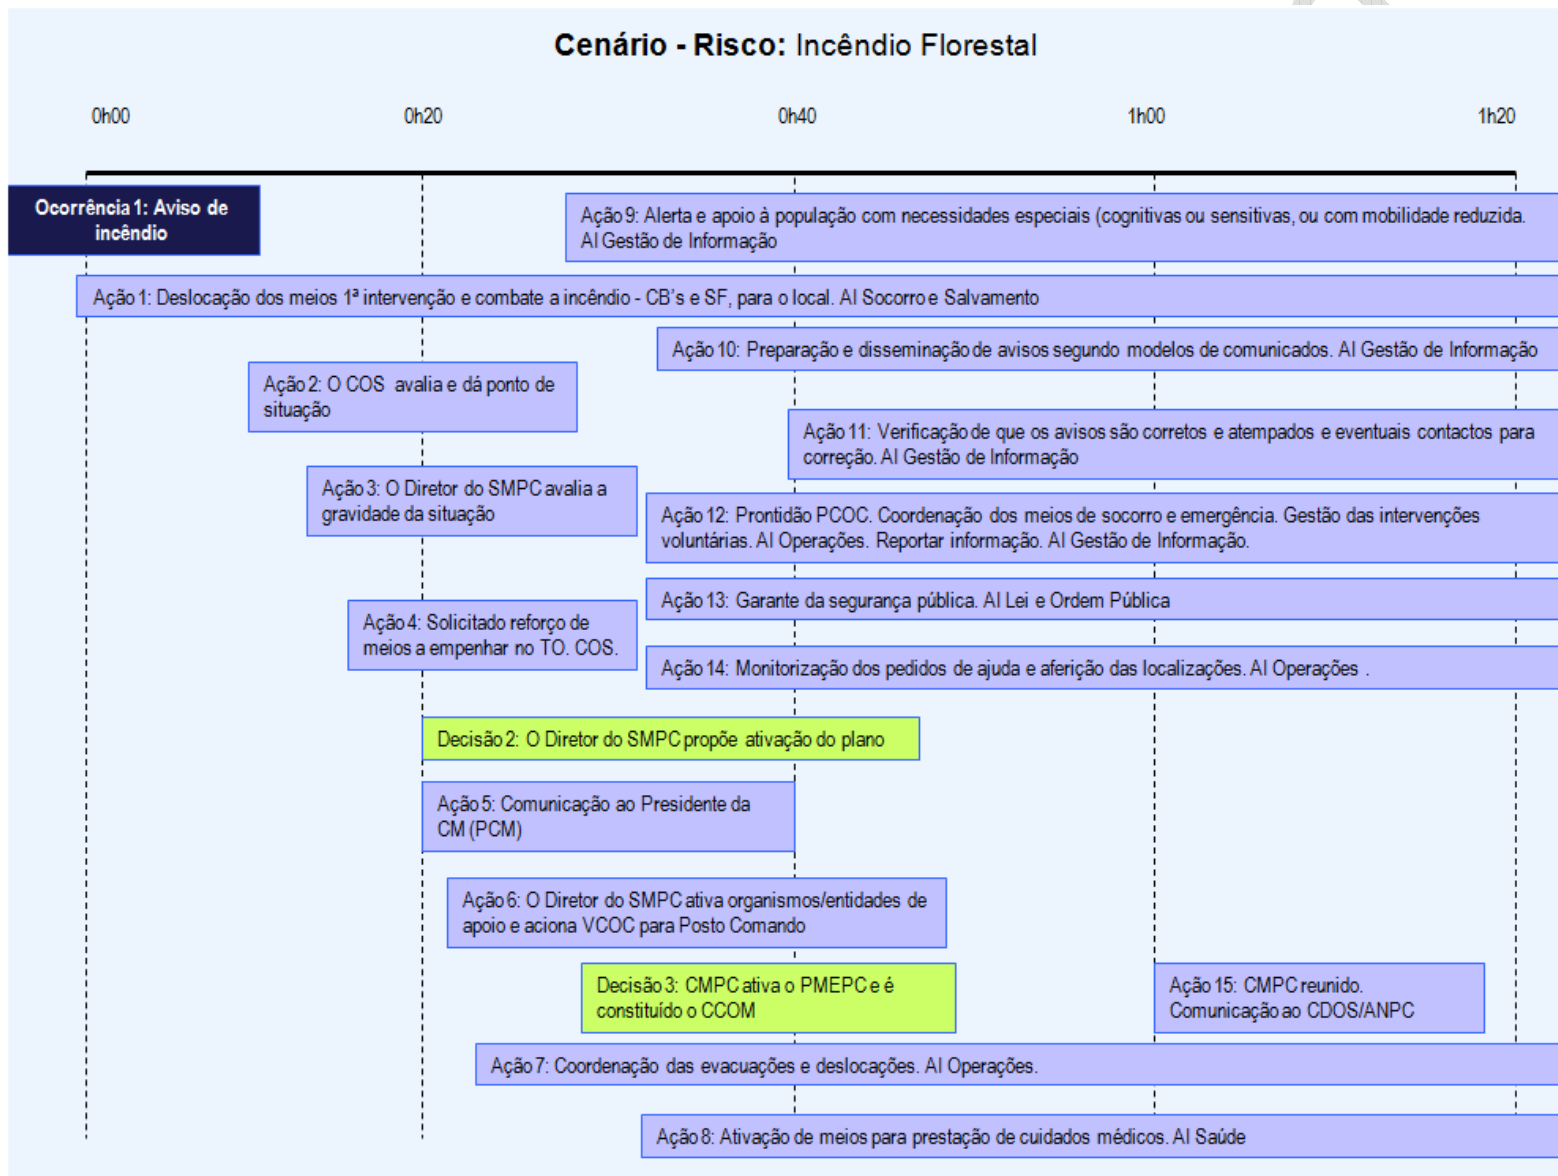 Cenário - Risco: Incêndio Florestal
0h00 0h20 0h40 1h00 1h20
Ocorrência 1: Aviso de
incêndio
Ação 9: Alerta e apoio à população com necessidades especiais (cognitivas ou sensitivas, ou com mobilidade reduzida.
AI Gestão de Informação
Ação 1: Deslocação dos meios 1ª intervenção e combate a incêndio - CB's e SF, para o local. AI Socorro e Salvamento
Ação 10: Preparação e disseminação de avisos segundo modelos de comunicados. AI Gestão de Informação
Ação 2: O COS avalia e dá ponto de
situação
Ação 11: Verificação de que os avisos são corretos e atempados e eventuais contactos para
correção. AI Gestão de Informação
Ação 3: O Diretor do SMPC avalia a
gravidade da situação
Ação 12: Prontidão PCOC. Coordenação dos meios de socorro e emergência. Gestão das intervenções
voluntárias. AI Operações. Reportar informação. AI Gestão de Informação.
Ação 13: Garante da segurança pública. AI Lei e Ordem Pública
Ação 4: Solicitado reforço de
meios a empenhar no TO. COS.
Ação 14: Monitorização dos pedidos de ajuda e aferição das localizações. AI Operações .
Decisão 2: O Diretor do SMPC propõe ativação do plano
Ação 5: Comunicação ao Presidente da
CM (PCM)
Ação 6: O Diretor do SMPC ativa organismos/entidades de
apoio e aciona VCOC para Posto Comando
Decisão 3: CMPC ativa o PMEPC e é
constituído o CCOM
Ação 15: CMPC reunido.
Comunicação ao CDOS/ANPC
Ação 7: Coordenação das evacuações e deslocações. AI Operações.
Ação 8: Ativação de meios para prestação de cuidados médicos. AI Saúde